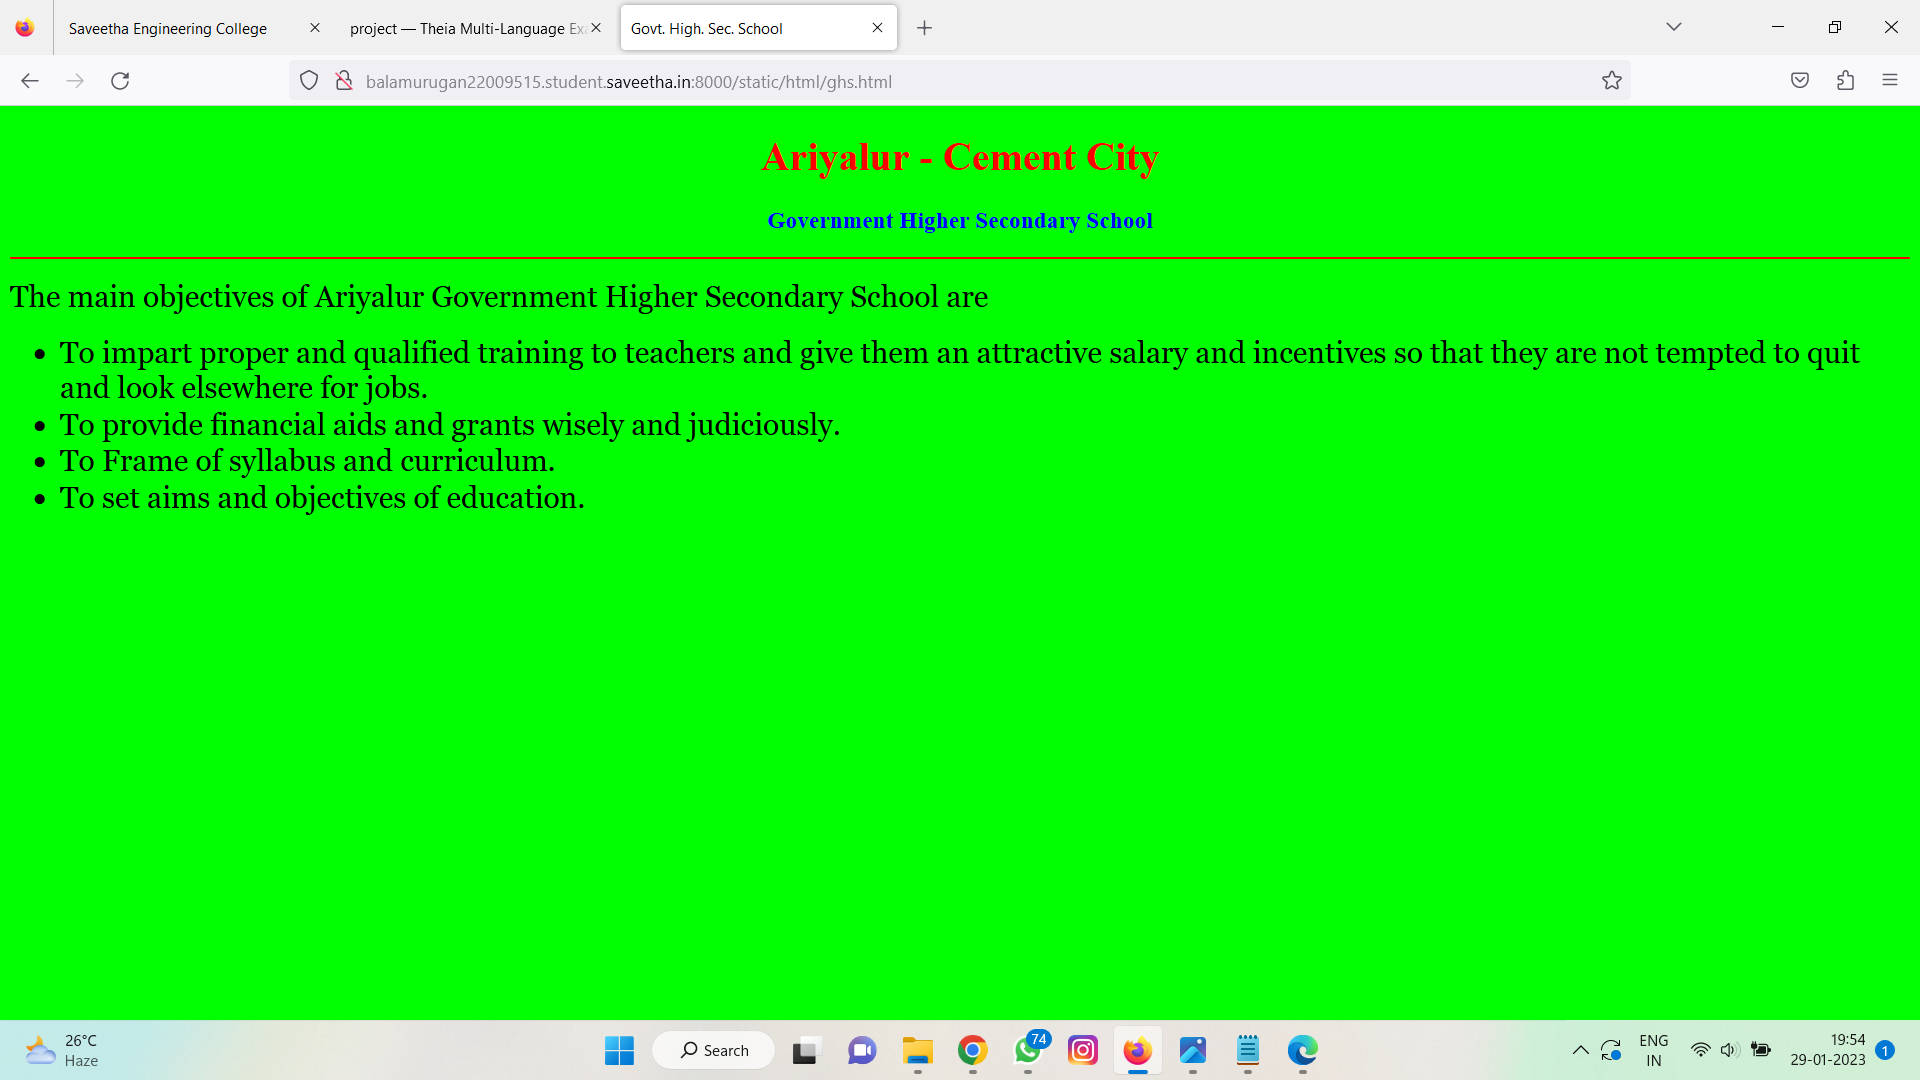 Saveetha Engineering College
project — Theia Multi-Language Exa
Govt. High. Sec. School
balamurugan22009515.student.saveetha.in:8000/static/html/ghs.html
Ariyalur - Cement City
Government Higher Secondary School
The main objectives of Ariyalur Government Higher Secondary School are
• To impart proper and qualified training to teachers and give them an attractive salary and incentives so that they are not tempted to quit
and look elsewhere for jobs.
• To provide financial aids and grants wisely and judiciously.
• To Frame of syllabus and curriculum.
• To set aims and objectives of education.
26°C
Haze
Search
74
ENG
IN
19:54
29-01-2023
1